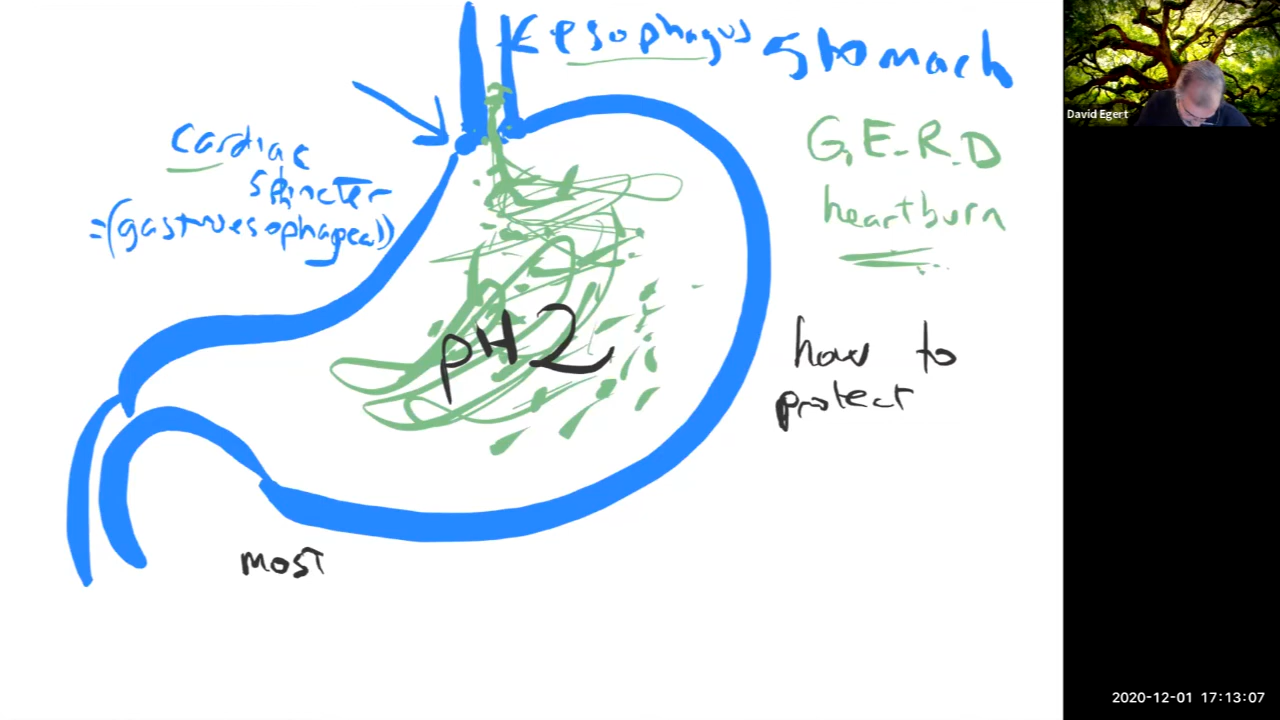 esophagus
stomach
David Egert
G.E.R.D
heartburn
cardiac
sphincter
=(gastroesophageal)
pH2
how to
protect
most
2020-12-01 17:13:07